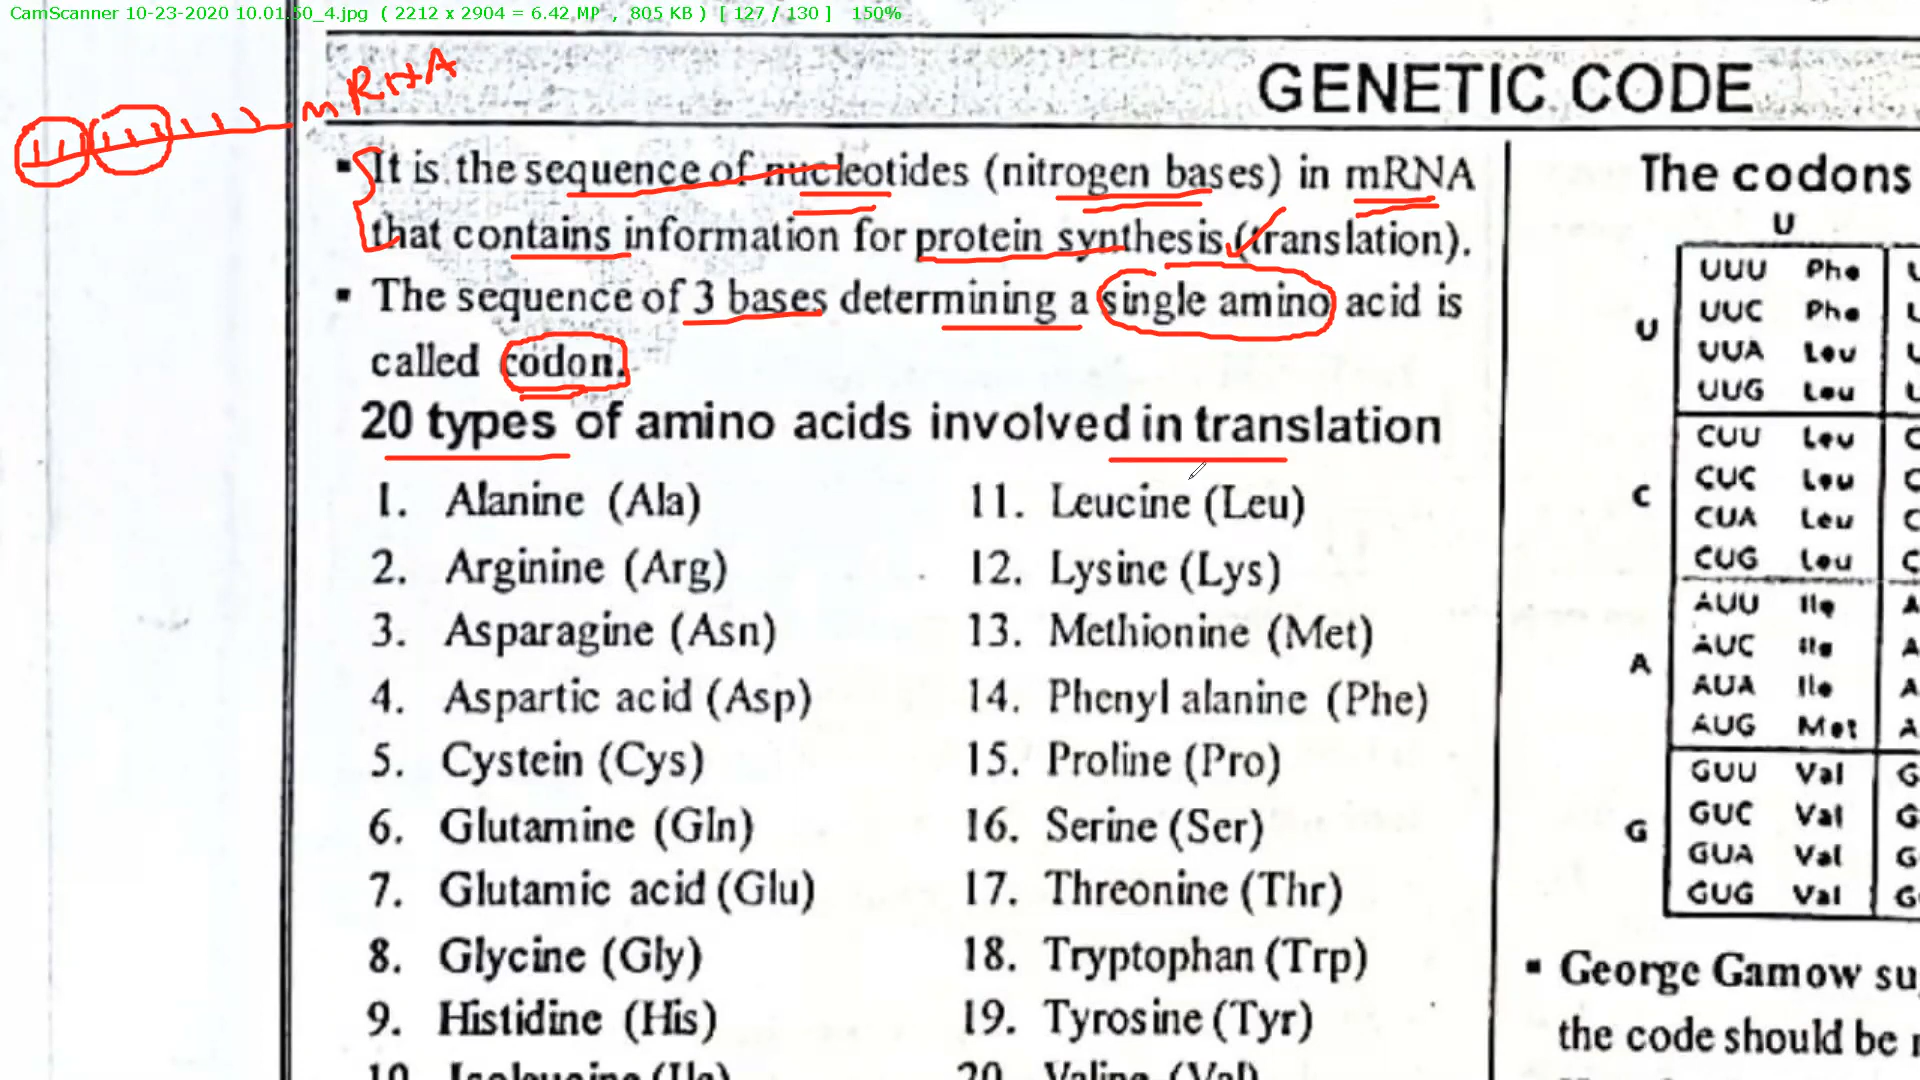 CamScanner 10-23-2020 10.01.50_4.jpg ( 2212 x 2904 = 6.42 MP , 805 KB ) [ 127 / 130 ] 150%
mRNA
GENETIC CODE
▪ It is the sequence of nucleotides (nitrogen bases) in mRNA
that contains information for protein synthesis (translation).
▪ The sequence of 3 bases determining a single amino acid is
called codon.
20 types of amino acids involved in translation
1. Alanine (Ala)
2. Arginine (Arg)
3. Asparagine (Asn)
4. Aspartic acid (Asp)
5. Cystein (Cys)
6. Glutamine (Gln)
7. Glutamic acid (Glu)
8. Glycine (Gly)
9. Histidine (His)
10. Isoleucine (Ile)
11. Leucine (Leu)
12. Lysine (Lys)
13. Methionine (Met)
14. Phenyl alanine (Phe)
15. Proline (Pro)
16. Serine (Ser)
17. Threonine (Thr)
18. Tryptophan (Trp)
19. Tyrosine (Tyr)
20. Valine (Val)
The codons
U
U
UUU Phe
UUC Phe
UUA Leu
UUG Leu
C
CUU Leu
CUC Leu
CUA Leu
CUG Leu
A
AUU Ile
AUC Ile
AUA Ile
AUG Met
G
GUU Val
GUC Val
GUA Val
GUG Val
▪ George Gamow
the code should be